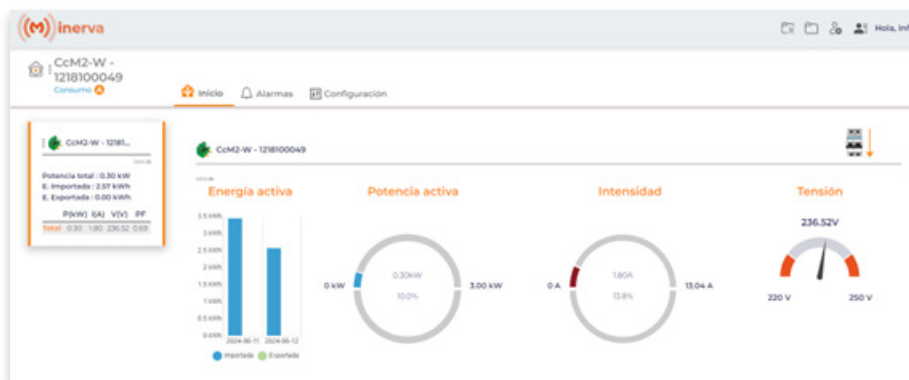 ((M))inerva
Hola, Inf
CcM2-W -
1218100049
Consumo A
Inicio Alarmas Configuración
CcM2-W - 12181...
Potencia total : 0.30 kW
E. Importada : 2.57 kWh
E. Exportada : 0.00 kWh
P(kW) I(A) V(V) PF
Total 0.30 1.80 236.52 0.69
CcM2-W - 1218100049
Energía activa
3.5 kWh
3 kWh
2.5 kWh
2 kWh
1.5 kWh
1 kWh
0.5 kWh
0 kWh
2024-06-11 2024-06-12
Importada Exportada
Potencia activa
0 kW
0.30kW
10.0%
3.00 kW
Intensidad
0 A
1.80A
13.8%
13.04 A
Tensión
236.52V
220 V 250 V